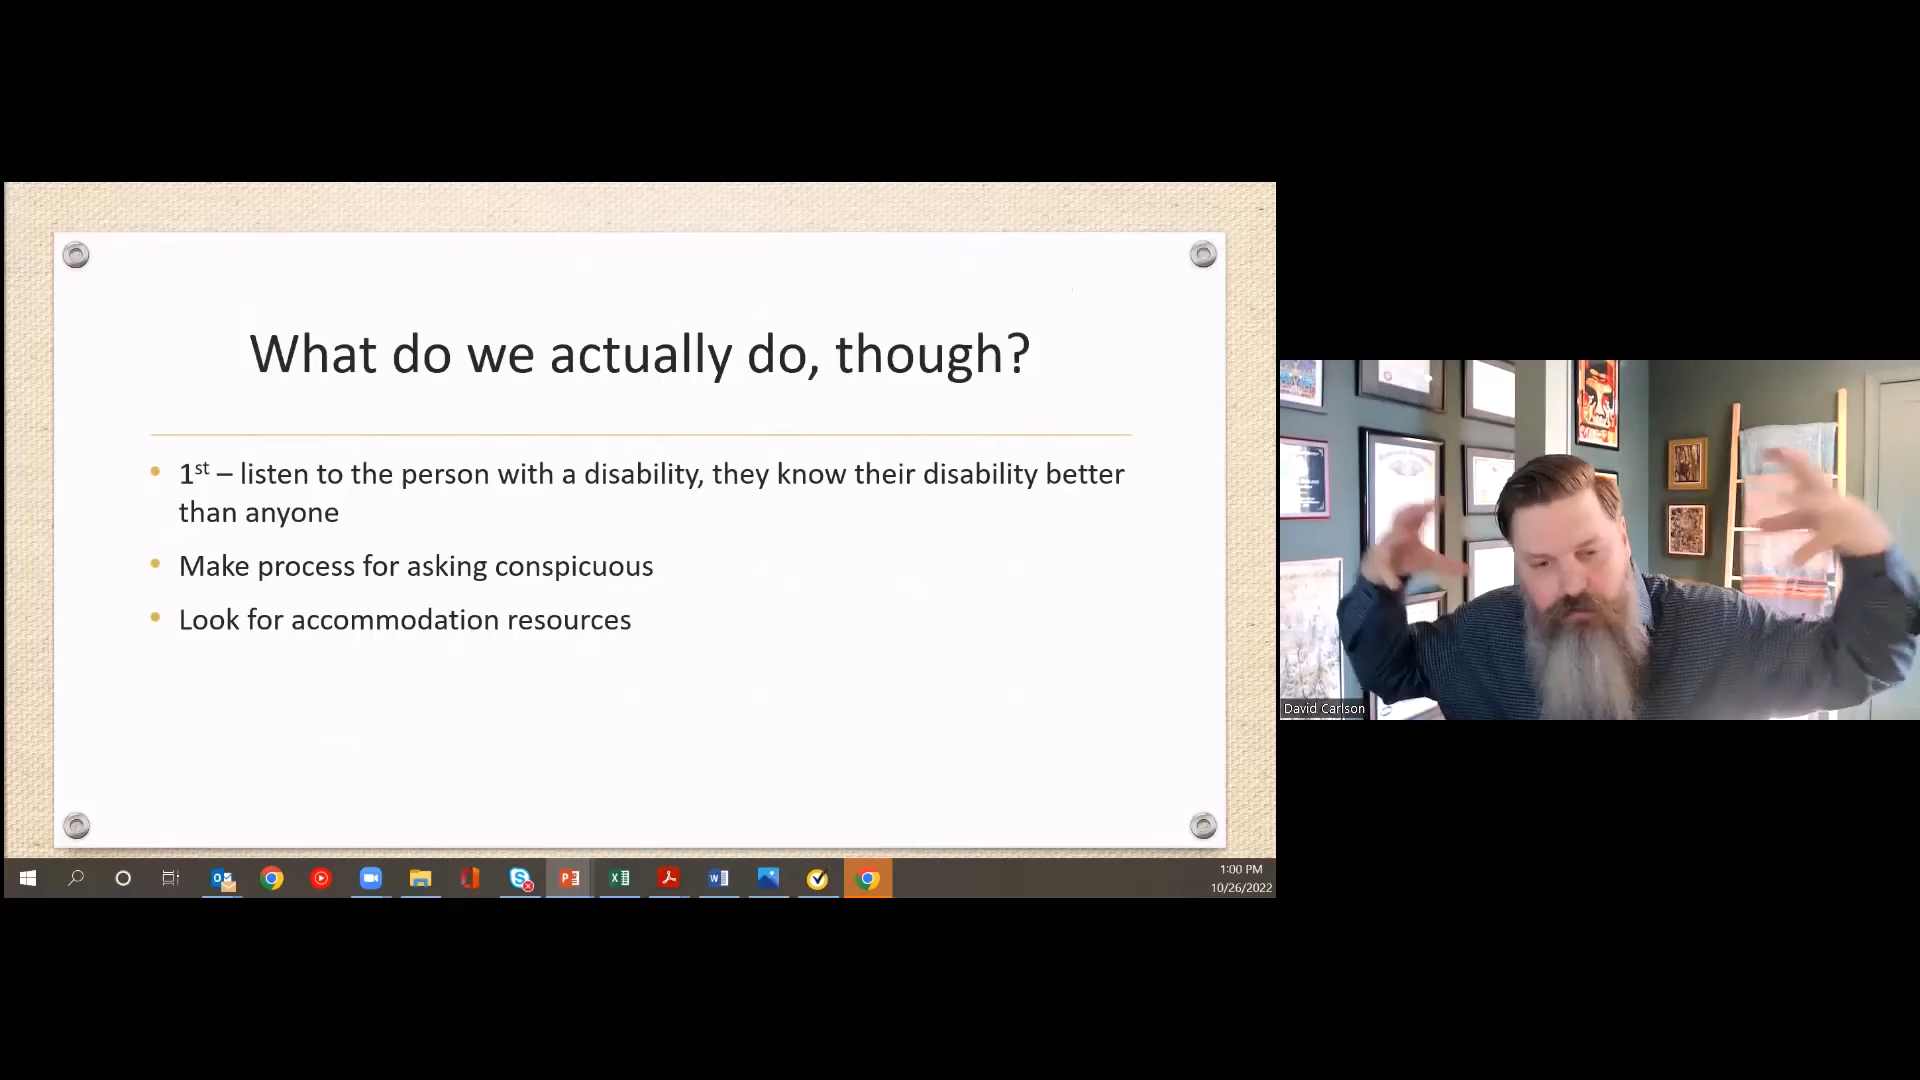 What do we actually do, though?
• 1st – listen to the person with a disability, they know their disability better
than anyone
• Make process for asking conspicuous
• Look for accommodation resources
David Carlson
1:00 PM
10/26/2022